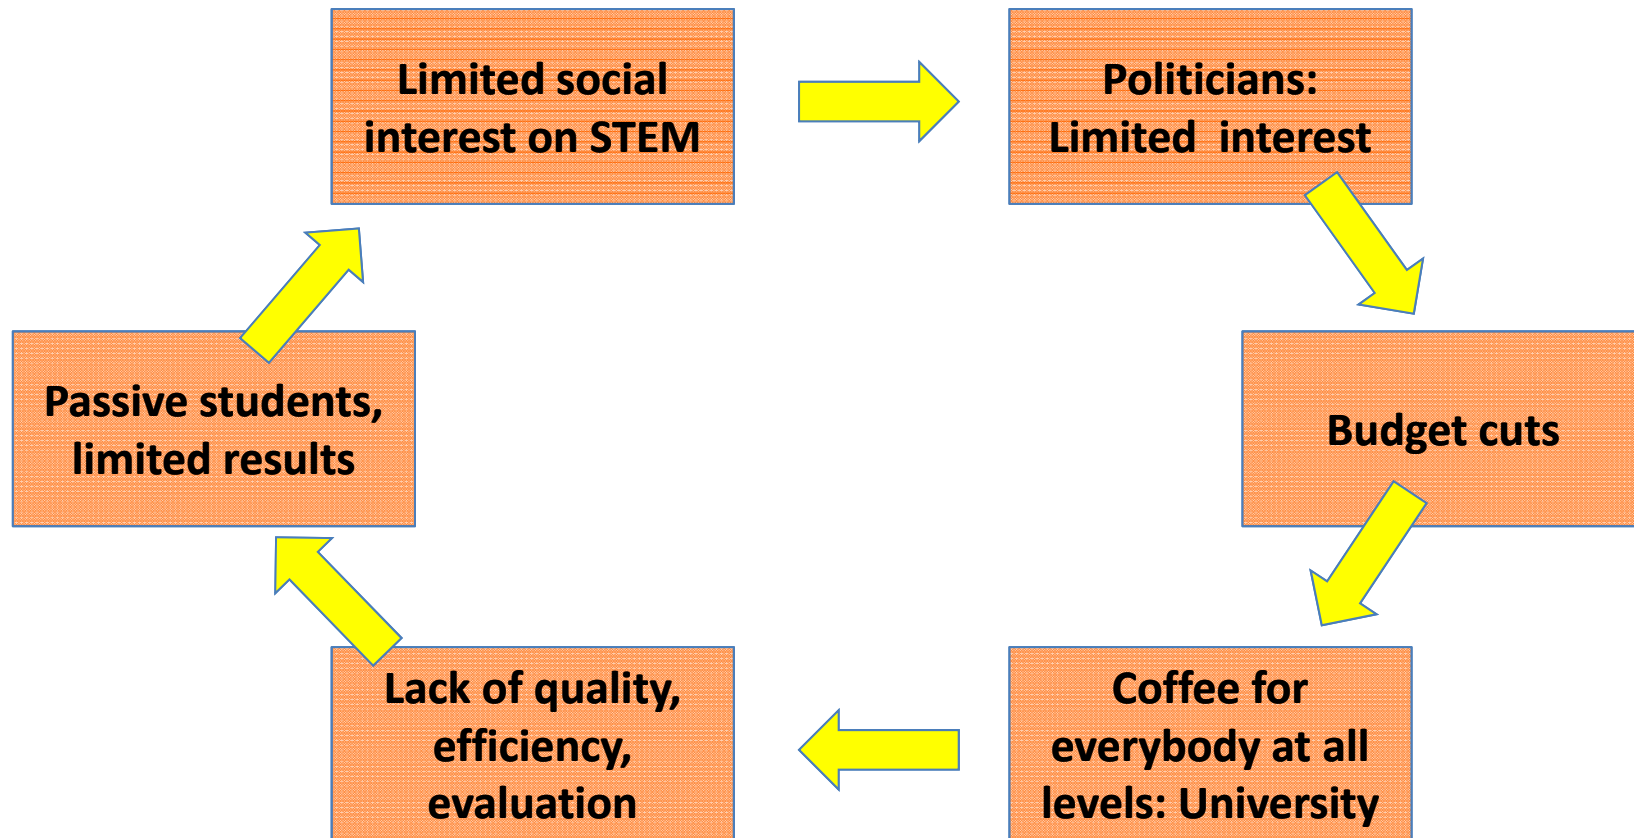 Limited social
interest on STEM
Politicians:
Limited  interest
Budget cuts
Coffee for
everybody at all
levels: University
Lack of quality,
efficiency,
evaluation
Passive students,
limited results